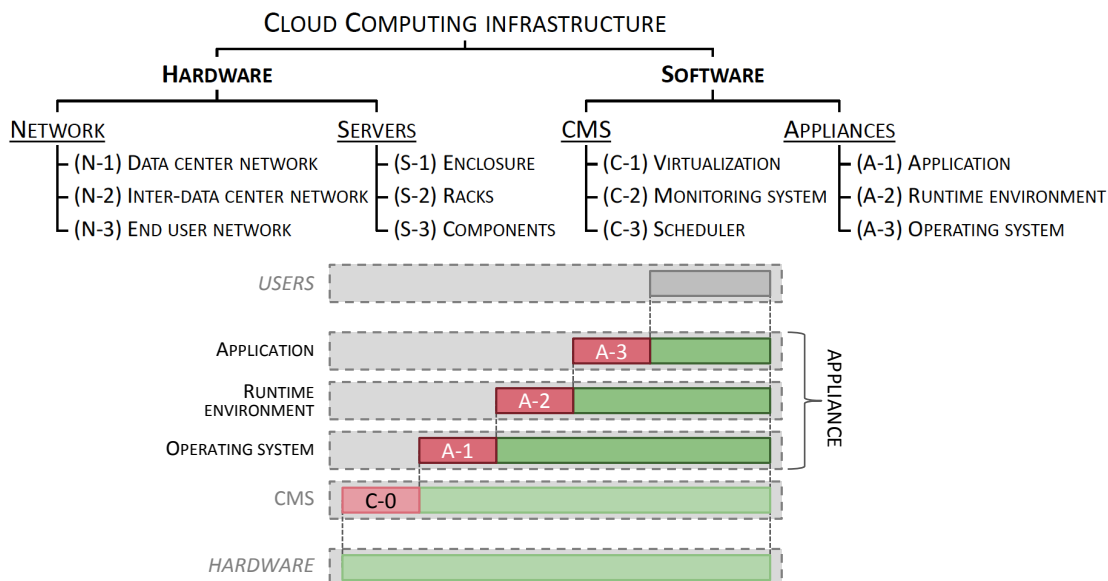 CLOUD COMPUTING INFRASTRUCTURE
HARDWARE SOFTWARE
NETWORK SERVERS CMS APPLIANCES
(N-1) DATA CENTER NETWORK (S-1) ENCLOSURE (C-1) VIRTUALIZATION (A-1) APPLICATION
(N-2) INTER-DATA CENTER NETWORK (S-2) RACKS (C-2) MONITORING SYSTEM (A-2) RUNTIME ENVIRONMENT
(N-3) END USER NETWORK (S-3) COMPONENTS (C-3) SCHEDULER (A-3) OPERATING SYSTEM
USERS
APPLICATION A-3
RUNTIME
ENVIRONMENT A-2
OPERATING SYSTEM A-1
CMS C-0
HARDWARE
APPLIANCE